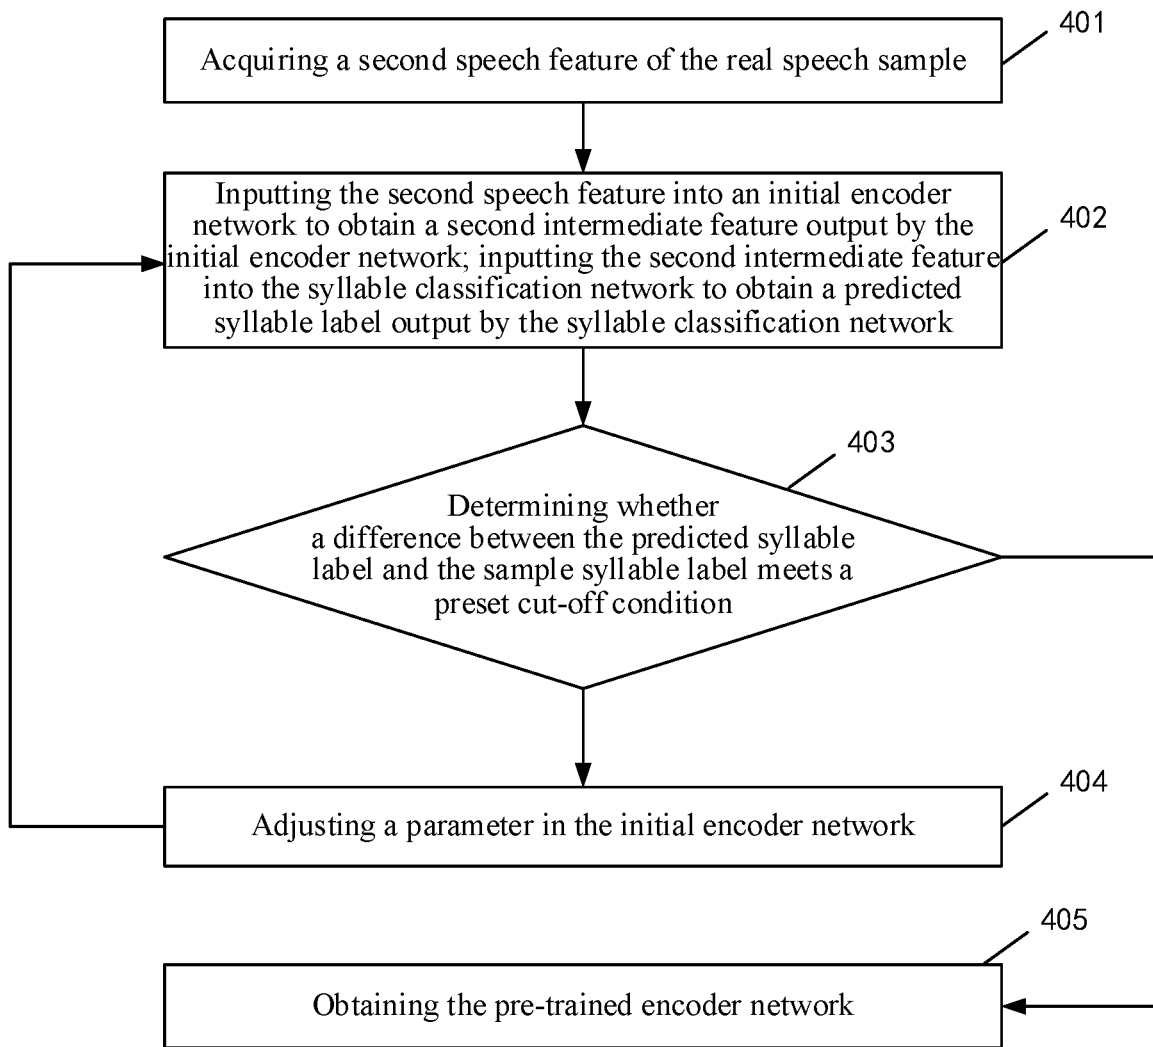 401
Acquiring a second speech feature of the real speech sample
Inputting the second speech feature into an initial encoder
network to obtain a second intermediate feature output by the
initial encoder network; inputting the second intermediate feature
into the syllable classification network to obtain a predicted
syllable label output by the syllable classification network
402
403
Determining whether
a difference between the predicted syllable
label and the sample syllable label meets a
preset cut-off condition
404
Adjusting a parameter in the initial encoder network
405
Obtaining the pre-trained encoder network